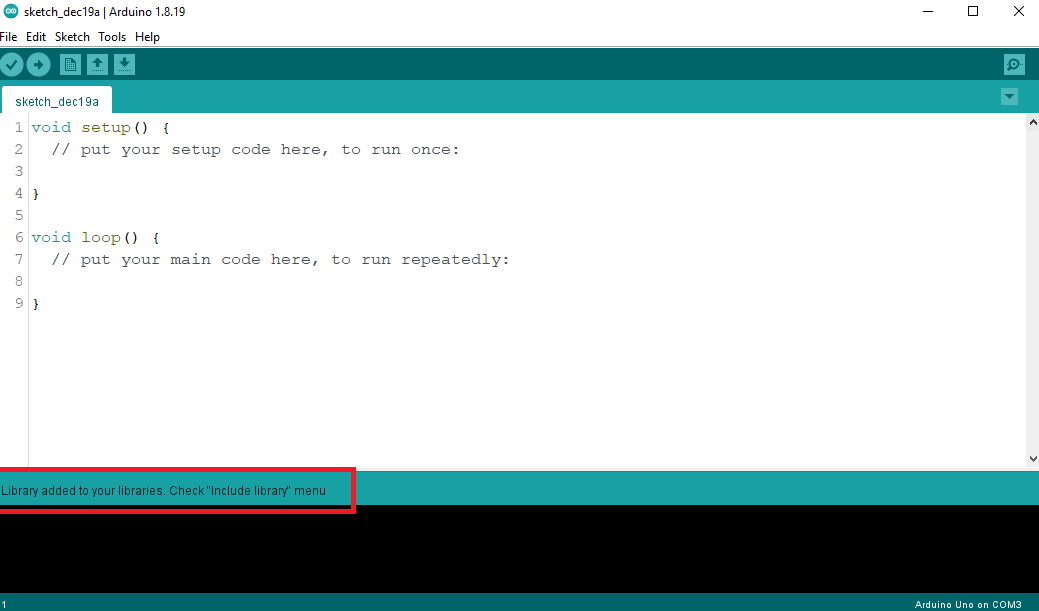 sketch_dec19a | Arduino 1.8.19
File Edit Sketch Tools Help
sketch_dec19a
1 void setup() {
2   // put your setup code here, to run once:
3
4 }
5
6 void loop() {
7   // put your main code here, to run repeatedly:
8
9 }
Library added to your libraries. Check "Include library" menu
1 Arduino Uno on COM3